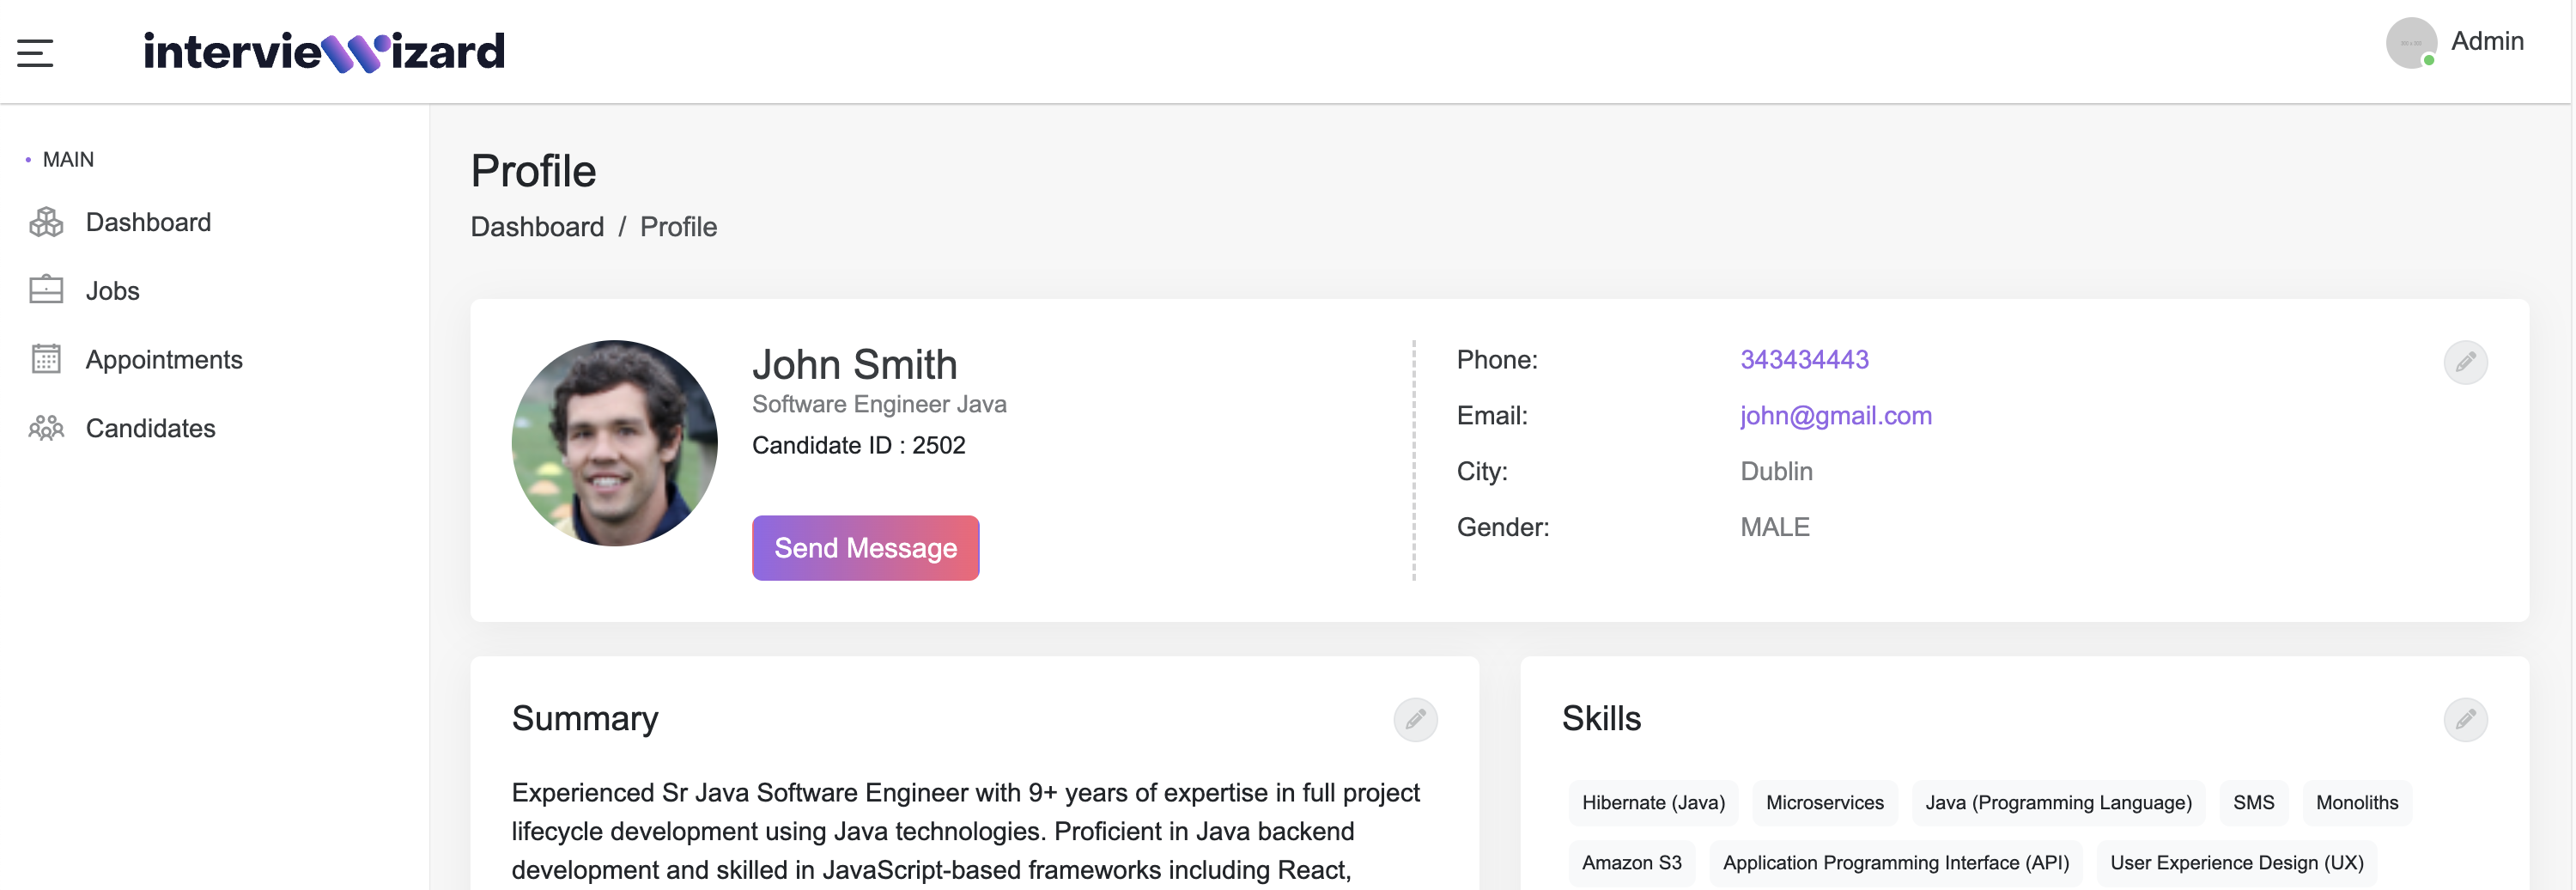 intervieWizard
Admin
MAIN
Dashboard
Jobs
Appointments
Candidates
Profile
Dashboard / Profile
John Smith
Software Engineer Java
Candidate ID : 2502
Send Message
Phone: 343434443
Email: john@gmail.com
City: Dublin
Gender: MALE
Summary
Experienced Sr Java Software Engineer with 9+ years of expertise in full project
lifecycle development using Java technologies. Proficient in Java backend
development and skilled in JavaScript-based frameworks including React,
Skills
Hibernate (Java) Microservices Java (Programming Language) SMS Monoliths
Amazon S3 Application Programming Interface (API) User Experience Design (UX)